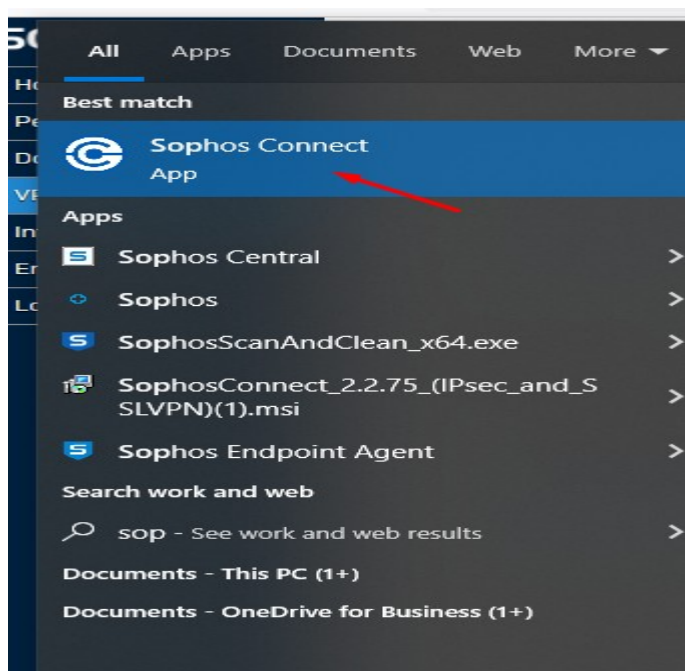 All Apps Documents Web More
Best match
Sophos Connect
App
Apps
Sophos Central
Sophos
SophosScanAndClean_x64.exe
SophosConnect_2.2.75_(IPsec_and_S
SLVPN)(1).msi
Sophos Endpoint Agent
Search work and web
sop - See work and web results
Documents - This PC (1+)
Documents - OneDrive for Business (1+)